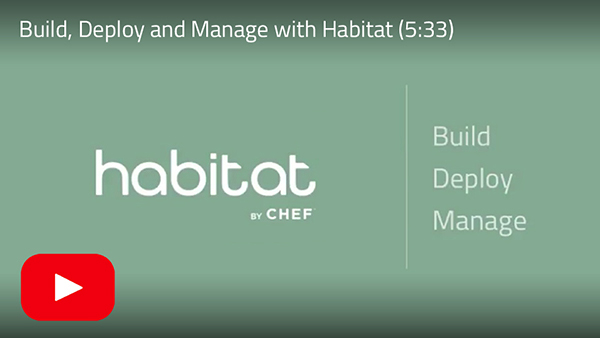 Build, Deploy and Manage with Habitat (5:33)
habitat
BY CHEF
Build
Deploy
Manage